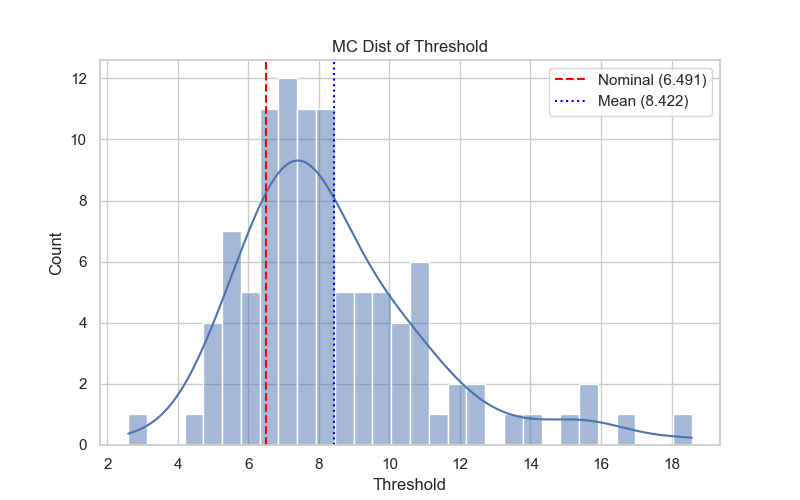 MC Dist of Threshold
Nominal (6.491)
Mean (8.422)
Count
12
10
8
6
4
2
0
2 4 6 8 10 12 14 16 18
Threshold